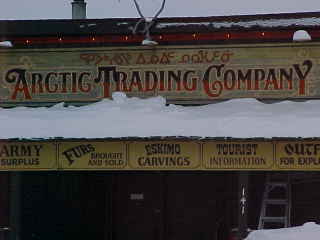 ARCTIC TRADING COMPANY
ARMY SURPLUS
FURS BOUGHT AND SOLD
ESKIMO CARVINGS
TOURIST INFORMATION
OUTF
FOR EXPL